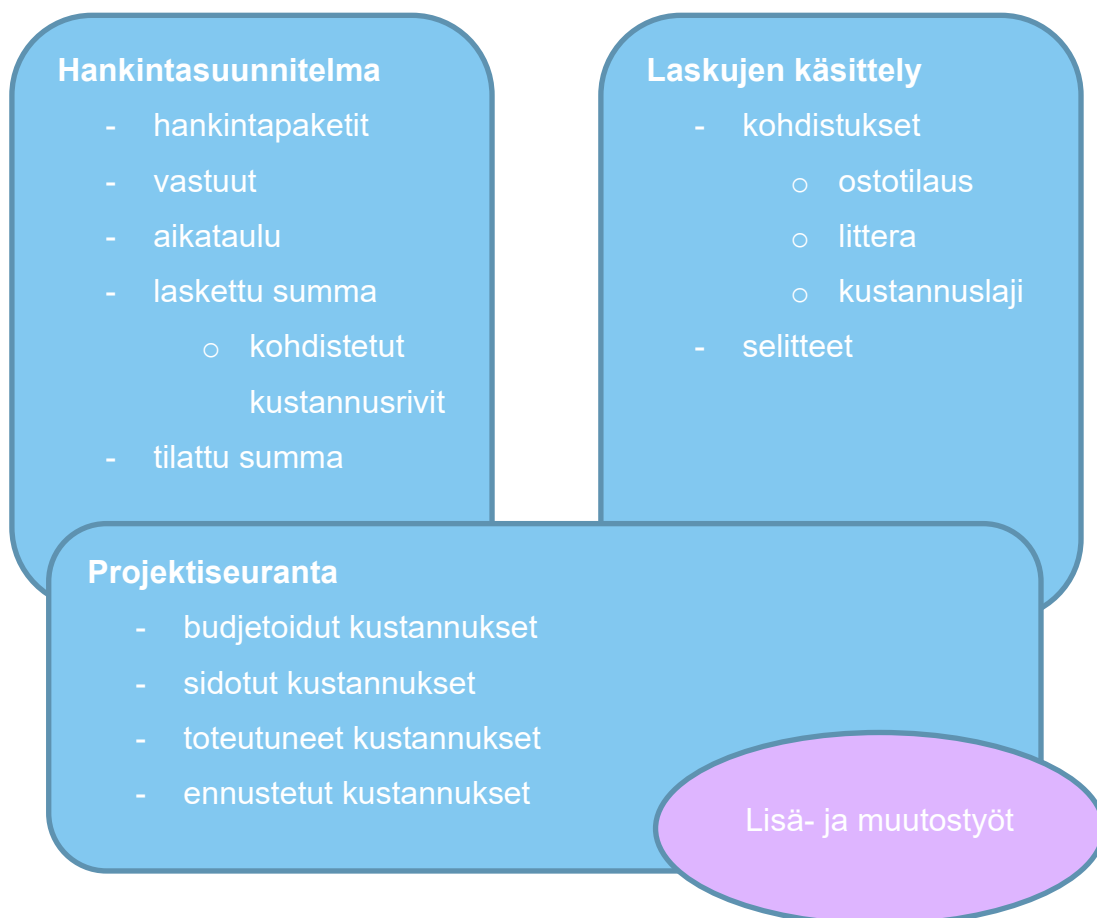 Hankintasuunnitelma
- hankintapaketit
- vastuut
- aikataulu
- laskettu summa
o kohdistetut
kustannusrivit
- tilattu summa
Laskujen käsittely
- kohdistukset
o ostotilaus
o littera
o kustannuslaji
- selitteet
Projektiseuranta
- budjetoidut kustannukset
- sidotut kustannukset
- toteutuneet kustannukset
- ennustetut kustannukset
Lisä- ja muutostyöt